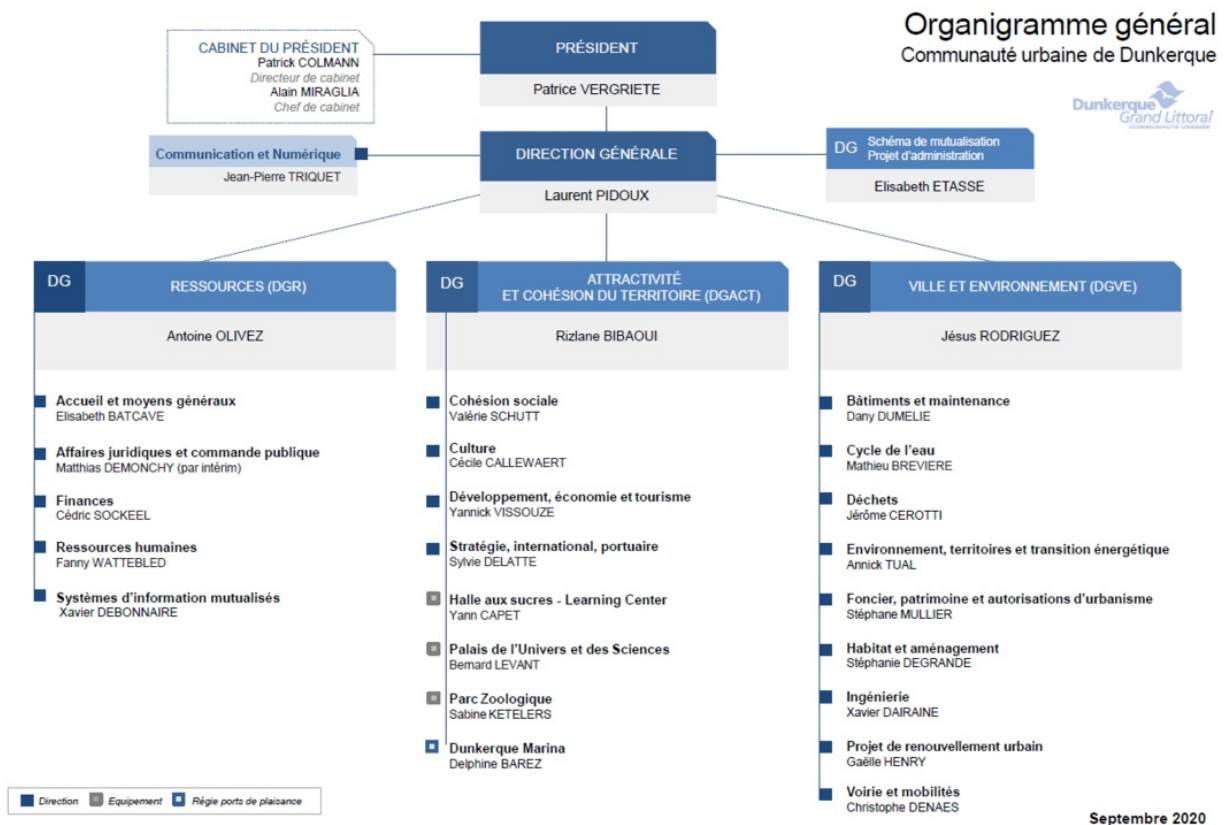 Organigramme général
Communauté urbaine de Dunkerque
Dunkerque
Grand Littoral
COMMUNAUTÉ URBAINE
CABINET DU PRÉSIDENT
Patrick COLMANN
Directeur de cabinet
Alain MIRAGLIA
Chef de cabinet
PRÉSIDENT
Patrice VERGRIETE
Communication et Numérique
Jean-Pierre TRIQUET
DIRECTION GÉNÉRALE
Laurent PIDOUX
DG
Schéma de mutualisation
Projet d'administration
Elisabeth ETASSE
DG
RESSOURCES (DGR)
Antoine OLIVEZ
Accueil et moyens généraux
Elisabeth BATCAVE
Affaires juridiques et commande publique
Matthias DEMONCHY (par intérim)
Finances
Cédric SOCKEEL
Ressources humaines
Fanny WATTEBLED
Systèmes d'information mutualisés
Xavier DEBONNAIRE
DG
ATTRACTIVITÉ
ET COHÉSION DU TERRITOIRE (DGACT)
Rizlane BIBAOUI
Cohésion sociale
Valérie SCHUTT
Culture
Cécile CALLEWAERT
Développement, économie et tourisme
Yannick VISSOUZE
Stratégie, international, portuaire
Sylvie DELATTE
Halle aux sucres - Learning Center
Yann CAPET
Palais de l'Univers et des Sciences
Bernard LEVANT
Parc Zoologique
Sabine KETELERS
Dunkerque Marina
Delphine BAREZ
DG
VILLE ET ENVIRONNEMENT (DGVE)
Jésus RODRIGUEZ
Bâtiments et maintenance
Dany DUMELIE
Cycle de l'eau
Mathieu BREVIERE
Déchets
Jérôme CEROTTI
Environnement, territoires et transition énergétique
Annick TUAL
Foncier, patrimoine et autorisations d'urbanisme
Stéphane MULLIER
Habitat et aménagement
Stéphanie DEGRANDE
Ingénierie
Xavier DAIRAINE
Projet de renouvellement urbain
Gaëlle HENRY
Voirie et mobilités
Christophe DENAES
Direction
Equipement
Régie ports de plaisance
Septembre 2020